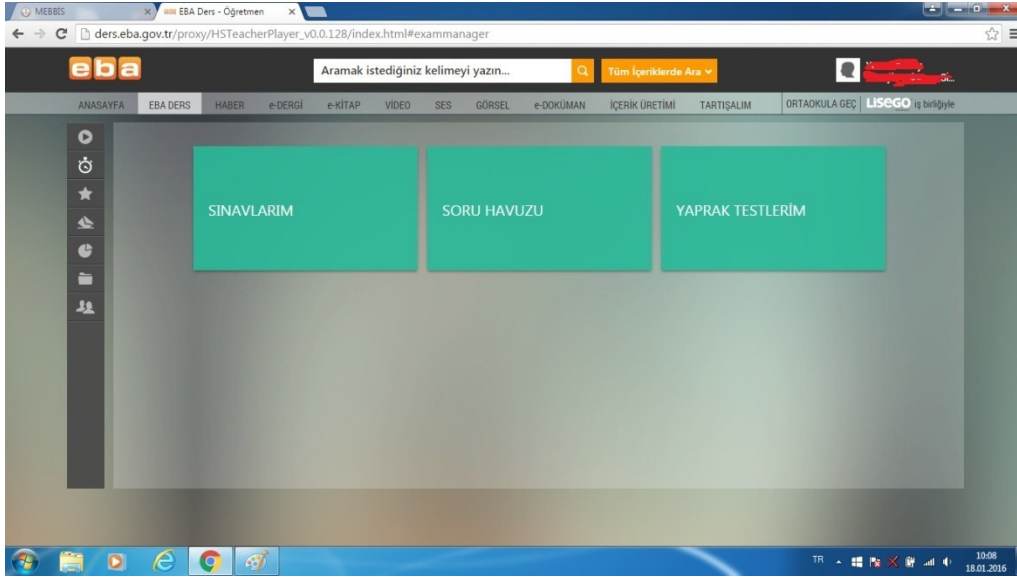 MEBBİS
EBA Ders - Öğretmen
ders.eba.gov.tr/proxy/HSTeacherPlayer_v0.0.128/index.html#exammanager
eba
Aramak istediğiniz kelimeyi yazın...
Tüm İçeriklerde Ara
ANASAYFA EBA DERS HABER e-DERGİ e-KİTAP VİDEO SES GÖRSEL e-DOKÜMAN İÇERİK ÜRETİMİ TARTIŞALIM ORTAOKULA GEÇ LISEGO iş birliğiyle
SINAVLARIM
SORU HAVUZU
YAPRAK TESTLERİM
TR
10:08
18.01.2016